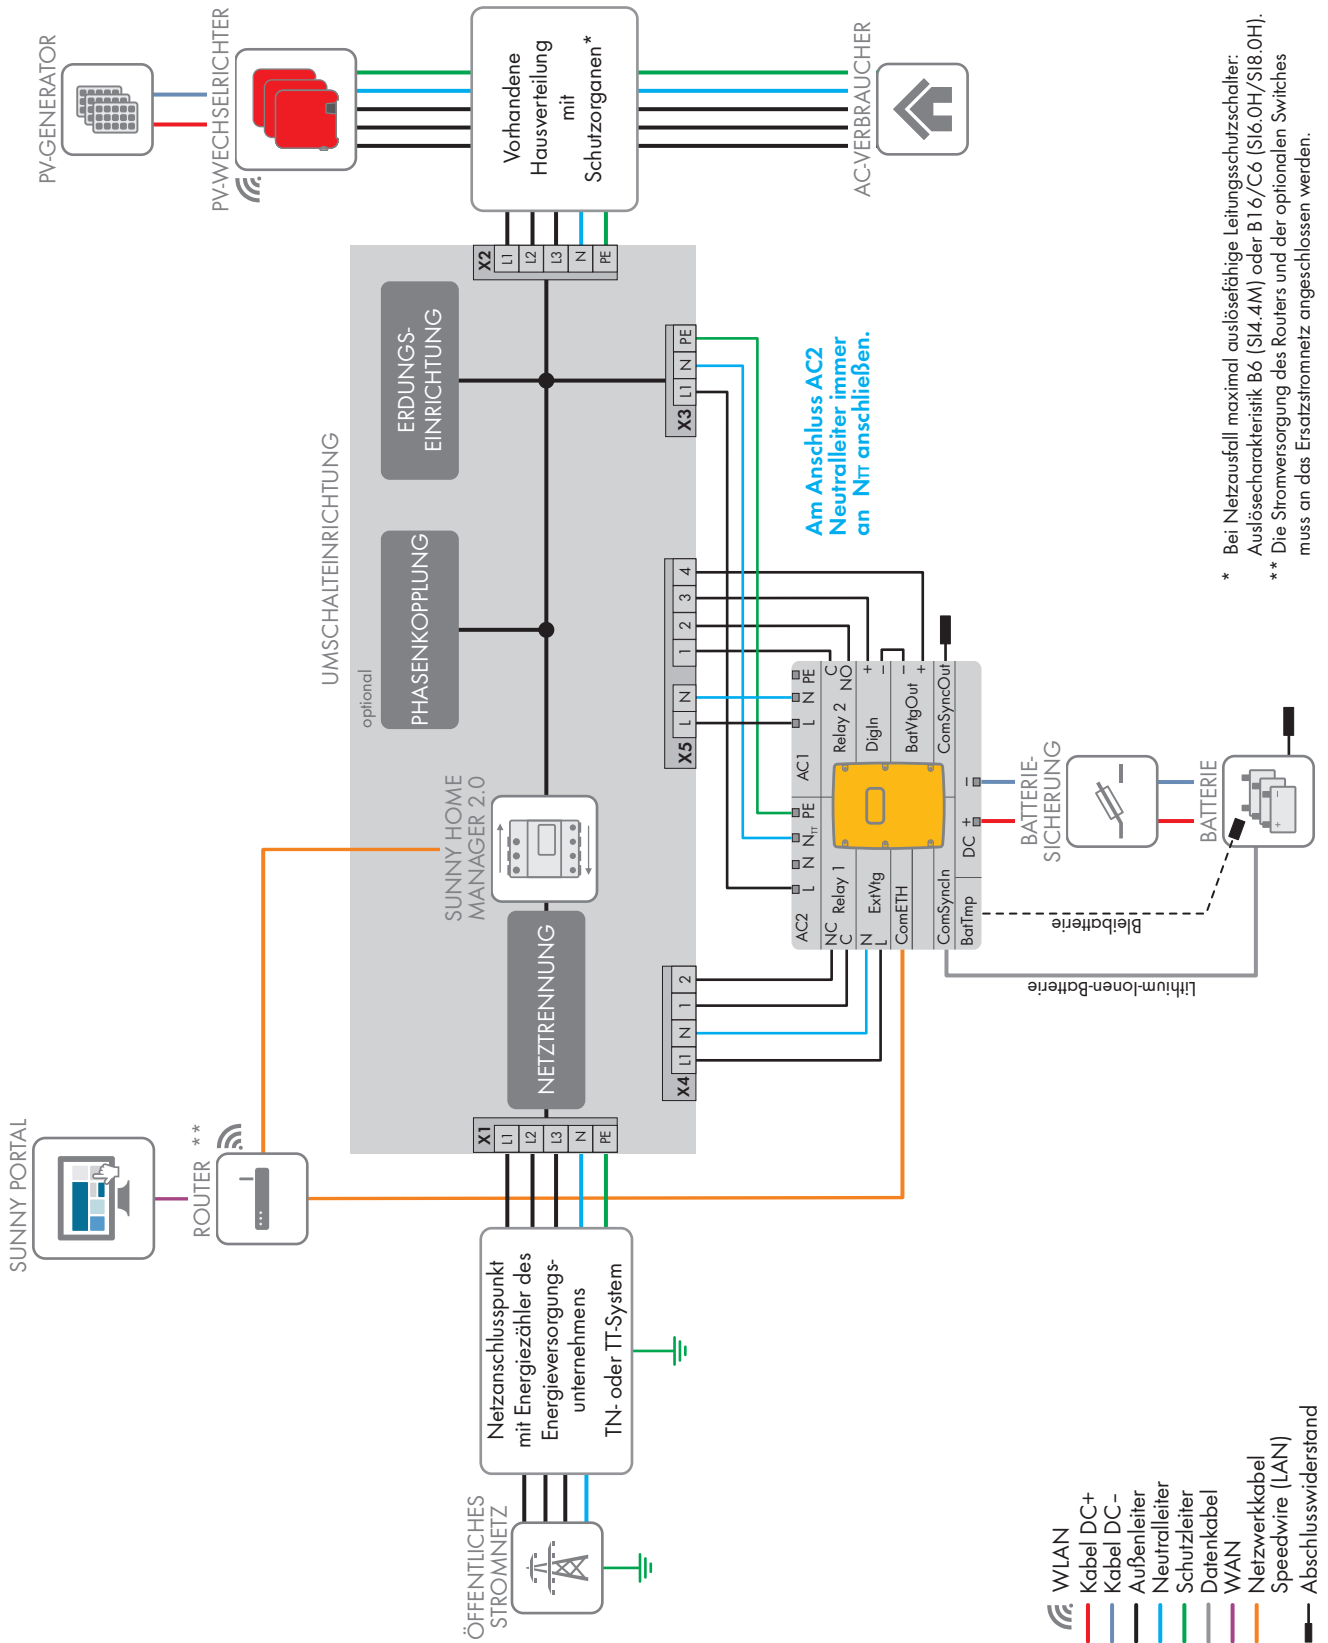 SUNNY PORTAL
ROUTER **
PV-GENERATOR
PV-WECHSELRICHTER
UMSCHALTEINRICHTUNG
optional
SUNNY HOME
MANAGER 2.0
NETZTRENNUNG
PHASENKOPPLUNG
ERDUNGS-
EINRICHTUNG
ÖFFENTLICHES
STROMNETZ
Netzanschlusspunkt
mit Energiezähler des
Energieversorgungs-
unternehmens
TN- oder TT-System
X1
L1
L2
L3
N
PE
X2
L1
L2
L3
N
PE
Vorhandene
Hausverteilung
mit
Schutzorganen*
AC-VERBRAUCHER
X4
L1
N
1
2
X5
L
N
1
2
3
4
X3
L1
N
PE
Am Anschluss AC2
Neutralleiter immer
an NTT anschließen.
AC2
L
N
NTT
PE
AC1
L
N
PE
NC
C
Relay 1
Relay 2
C
NO
N
L
ExtVtg
DigIn
+
−
ComETH
BatVtgOut
−
+
ComSyncIn
ComSyncOut
BatTmp
DC
+
−
Bleibatterie
Lithium-Ionen-Batterie
BATTERIE-
SICHERUNG
BATTERIE
WLAN
Kabel DC+
Kabel DC−
Außenleiter
Neutralleiter
Schutzleiter
Datenkabel
WAN
Netzwerkkabel
Speedwire (LAN)
Abschlusswiderstand
* Bei Netzausfall maximal auslösefähige Leitungsschutzschalter:
Auslösecharakteristik B6 (SI4.4M) oder B16/C6 (SI6.0H/SI8.0H).
** Die Stromversorgung des Routers und der optionalen Switches
muss an das Ersatzstromnetz angeschlossen werden.